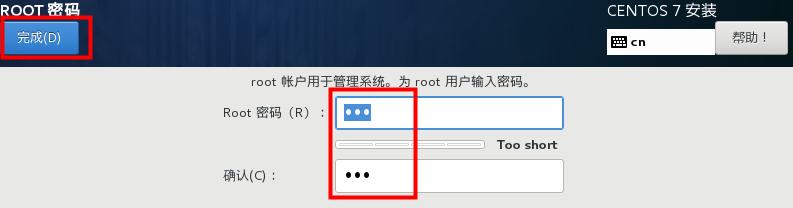 ROOT 密码
CENTOS 7 安装
完成(D)
cn
帮助！
root 帐户用于管理系统。为 root 用户输入密码。
Root 密码（R）：
●●●
Too short
确认(C)：
●●●